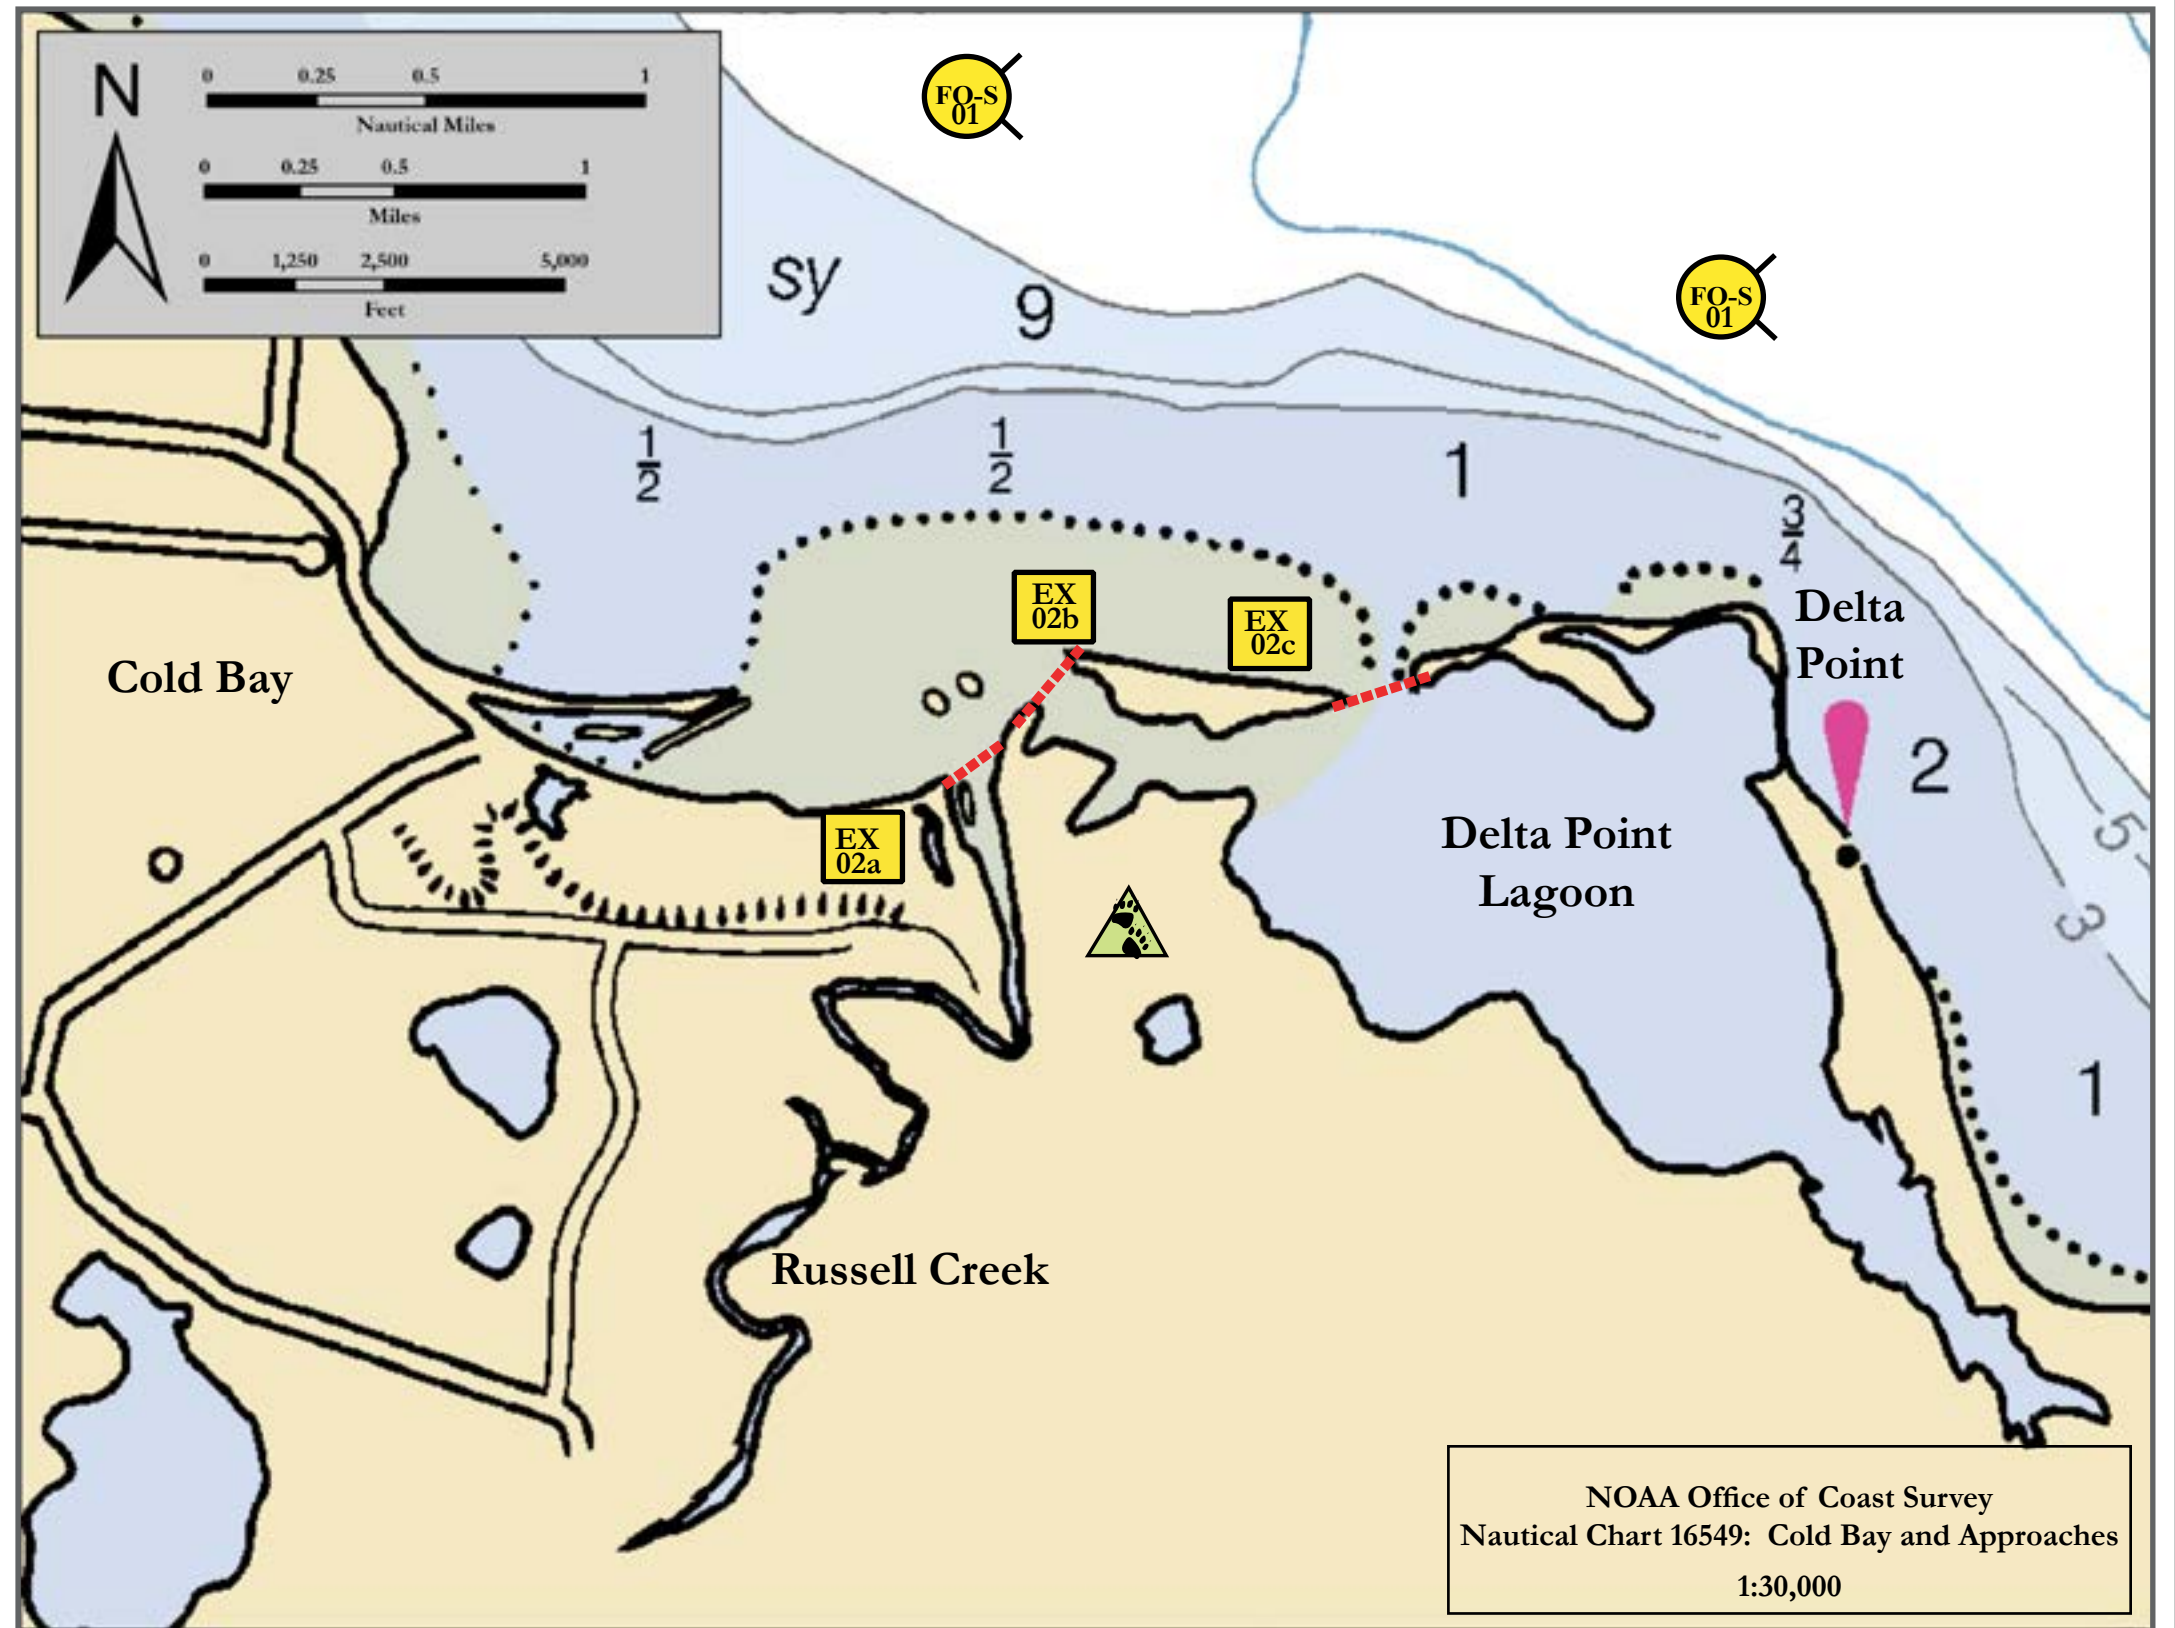 N
0 0.25 0.5 1
Nautical Miles
0 0.25 0.5 1
Miles
0 1,250 2,500 5,000
Feet
FO-S
01
sy
9
FO-S
01
1/2
1/2
1
3/4
EX
02b
EX
02c
Delta
Point
Cold Bay
2
EX
02a
Delta Point
Lagoon
5
3
1
Russell Creek
NOAA Office of Coast Survey
Nautical Chart 16549: Cold Bay and Approaches
1:30,000